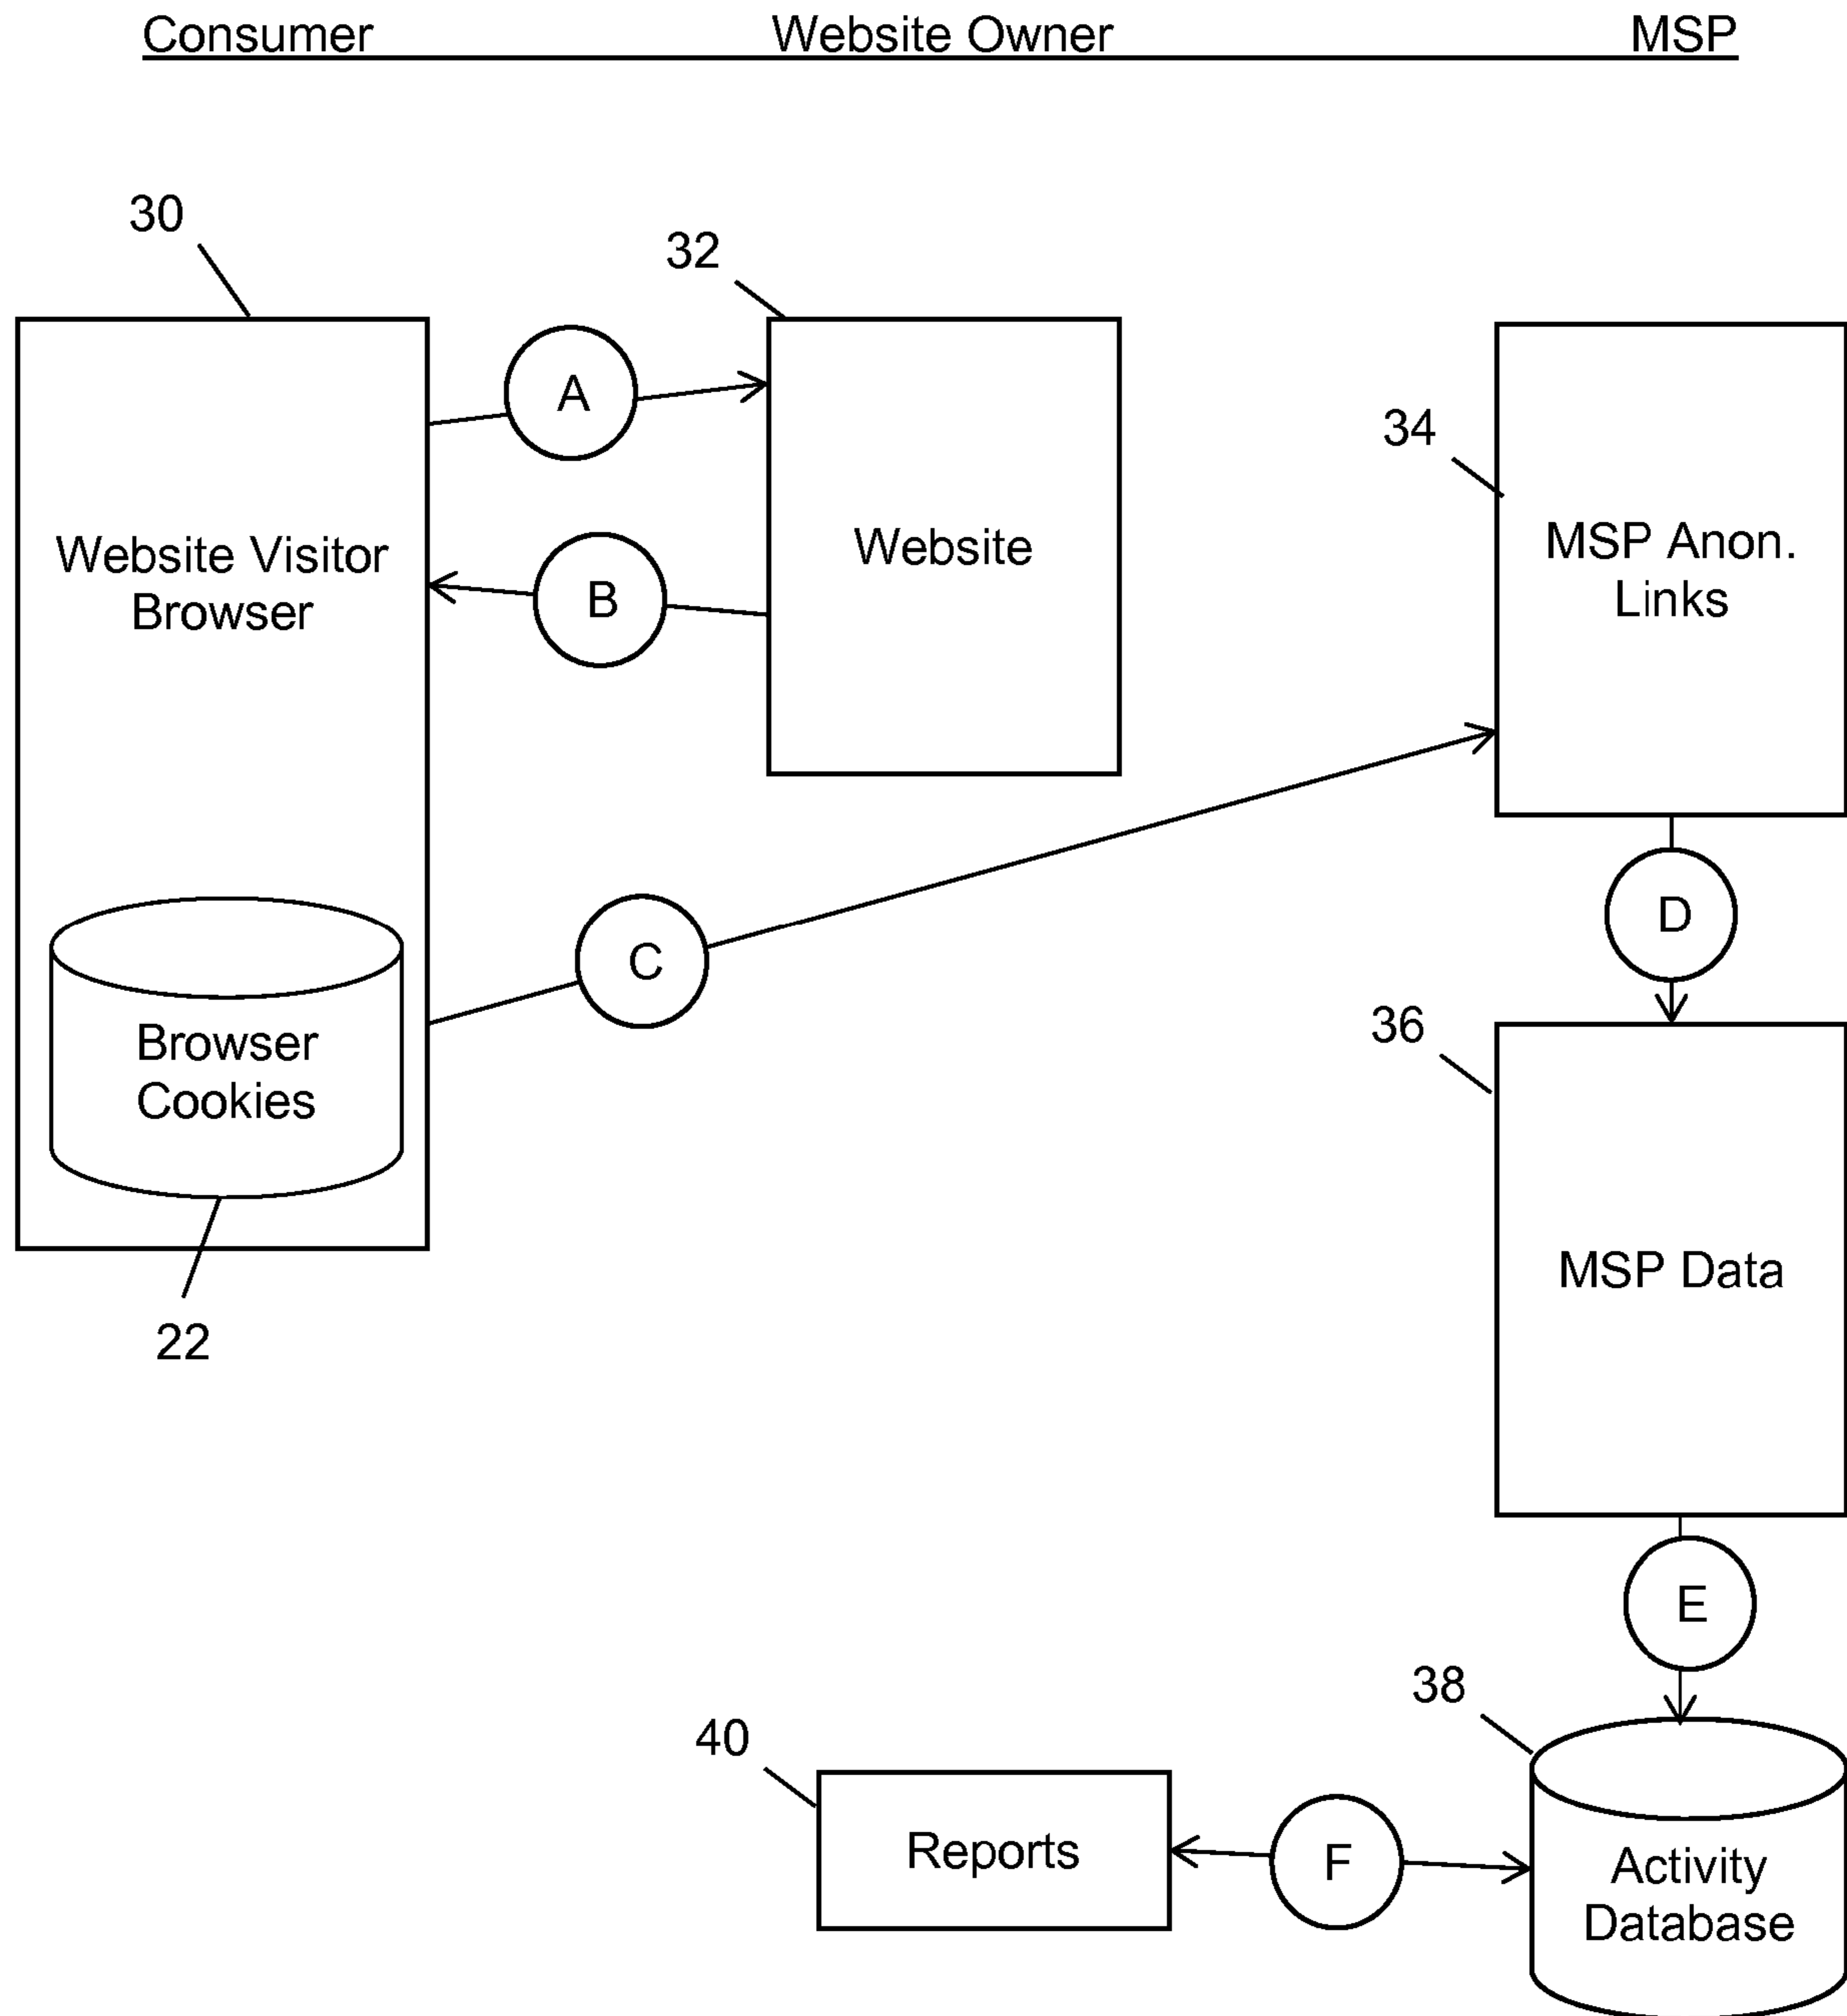 Consumer Website Owner MSP
30
32
A
34
Website Visitor
Browser
B
Website
MSP Anon.
Links
C
D
Browser
Cookies
36
22
MSP Data
E
38
40
Reports
F
Activity
Database